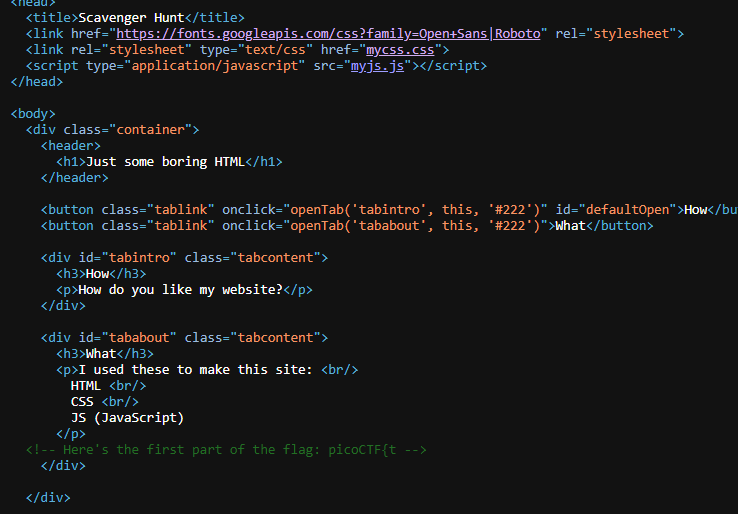 <head>
<title>Scavenger Hunt</title>
<link href="https://fonts.googleapis.com/css?family=Open+Sans|Roboto" rel="stylesheet">
<link rel="stylesheet" type="text/css" href="mycss.css">
<script type="application/javascript" src="myjs.js"></script>
</head>
<body>
<div class="container">
<header>
<h1>Just some boring HTML</h1>
</header>
<button class="tablink" onclick="openTab('tabintro', this, '#222')" id="defaultOpen">How</bu
<button class="tablink" onclick="openTab('tababout', this, '#222')">What</button>
<div id="tabintro" class="tabcontent">
<h3>How</h3>
<p>How do you like my website?</p>
</div>
<div id="tababout" class="tabcontent">
<h3>What</h3>
<p>I used these to make this site: <br/>
HTML <br/>
CSS <br/>
JS (JavaScript)
</p>
<!-- Here's the first part of the flag: picoCTF{t -->
</div>
</div>